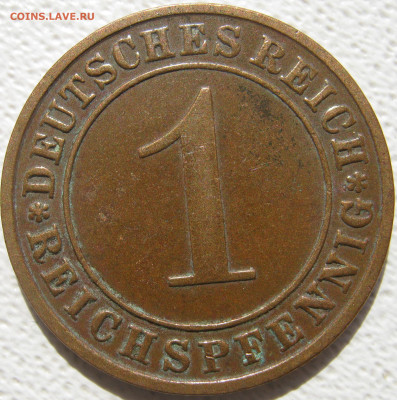 COINS.LAVE.RU
*DEUTSCHES REICH*
1
REICHSPFENNIG